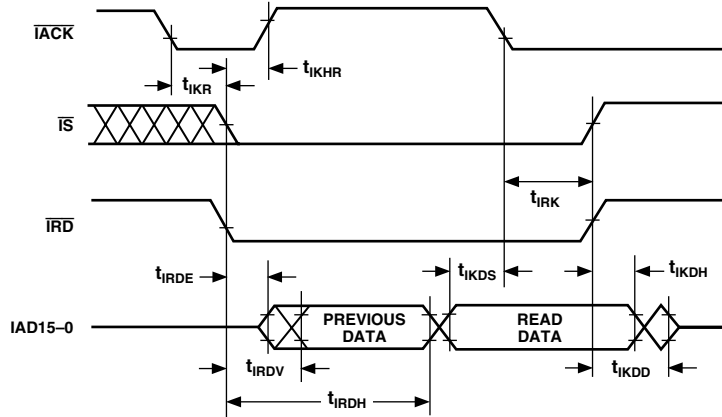 IACK
tIKR
tIKHR
IS
tIRK
IRD
tIRDE
tIKDS
tIKDH
IAD15–0
PREVIOUS
DATA
READ
DATA
tIRDV
tIKDD
tIRDH